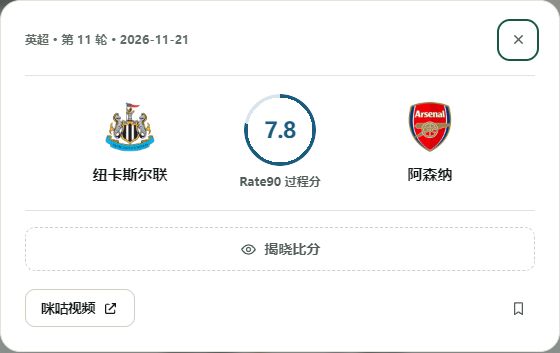 英超 • 第 11 轮 • 2026-11-21
Arsenal
7.8
Rate90 过程分
纽卡斯尔联
阿森纳
揭晓比分
咪咕视频